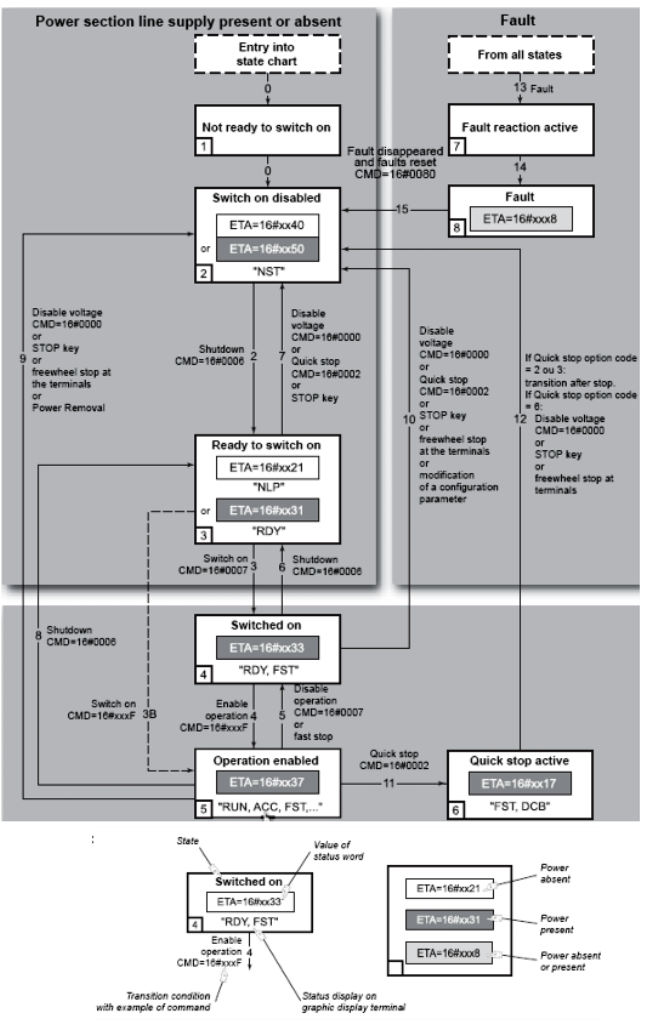 Power section line supply present or absent
Entry into
state chart
0
Not ready to switch on
1
0
Switch on disabled
ETA=16#xx40
or
ETA=16#xx50
2
"NST"
9
Disable voltage
CMD=16#0000
or
STOP key
or
freewheel stop at
the terminals
or
Power Removal
Shutdown
CMD=16#0006
2
7
Disable
voltage
CMD=16#0000
or
Quick stop
CMD=16#0002
or
STOP key
Ready to switch on
ETA=16#xx21
"NLP"
or
ETA=16#xx31
3
"RDY"
Switch on
CMD=16#0007
3
6
Shutdown
CMD=16#0006
Fault
From all states
13 Fault
Fault reaction active
7
14
Fault
ETA=16#xxx8
8
Fault disappeared
and faults reset
CMD=16#0080
15
10
Disable
voltage
CMD=16#0000
or
Quick stop
CMD=16#0002
or
STOP key
or
freewheel stop
at the terminals
or
modification
of a configuration
parameter
12
If Quick stop option code
= 2 ou 3:
transition after stop.
If Quick stop option code
= 6:
Disable voltage
CMD=16#0000
or
STOP key
or
freewheel stop at
terminals
8
Shutdown
CMD=16#0006
Switch on
CMD=16#xxxF
3B
Switched on
ETA=16#xx33
4
"RDY, FST"
Enable
operation
CMD=16#xxxF
4
5
Disable
operation
CMD=16#0007
or
fast stop
Operation enabled
ETA=16#xx37
5
"RUN, ACC, FST,..."
Quick stop
CMD=16#0002
11
Quick stop active
ETA=16#xx17
6
"FST, DCB"
:
State
Value of
status word
Switched on
ETA=16#xx33
4
"RDY, FST"
Enable
operation 4
CMD=16#xxxF
Transition condition
with example of command
Status display on
graphic display terminal
ETA=16#xx21
Power
absent
ETA=16#xx31
Power
present
ETA=16#xxx8
Power absent
or present